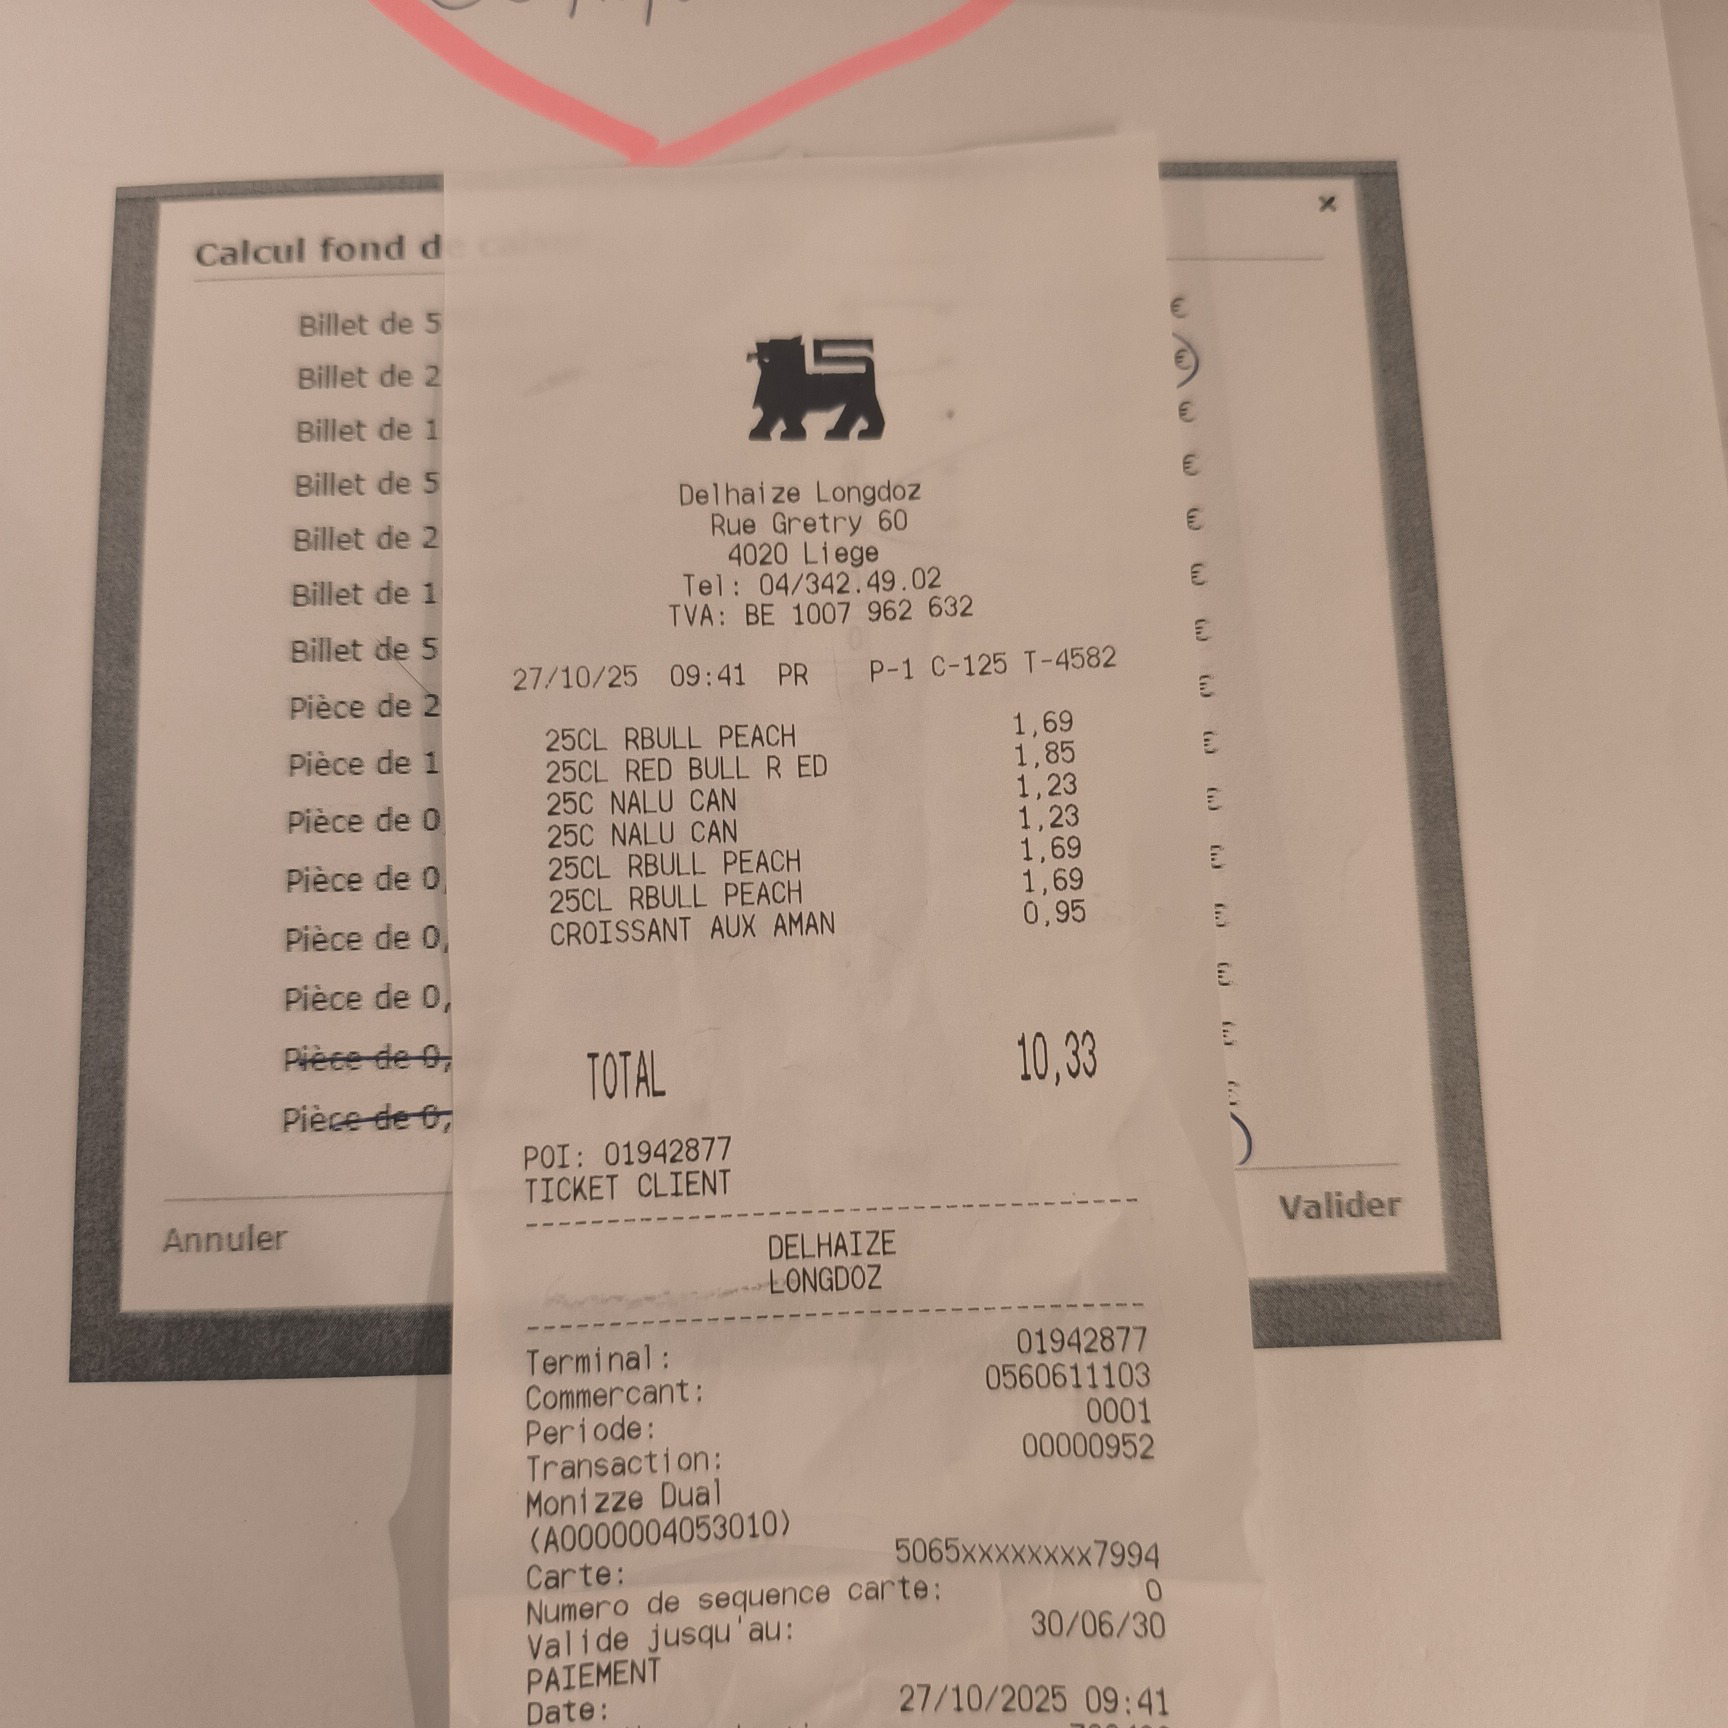 Calcul fond de caisse
×
Billet de 5
€
Billet de 2
€
Billet de 1
€
Billet de 5
€
Billet de 2
€
Billet de 1
€
Billet de 5
€
Pièce de 2
€
Pièce de 1
€
Pièce de 0
€
Pièce de 0,
€
Pièce de 0,
€
Pièce de 0,
€
Pièce de 0,
€
Pièce de 0,
€
Annuler
Valider
Delhaize Longdoz
Rue Gretry 60
4020 Liege
Tel: 04/342.49.02
TVA: BE 1007 962 632
27/10/25 09:41 PR P-1 C-125 T-4582
25CL RBULL PEACH 1,69
25CL RED BULL R ED 1,85
25C NALU CAN 1,23
25C NALU CAN 1,23
25CL RBULL PEACH 1,69
25CL RBULL PEACH 1,69
CROISSANT AUX AMAN 0,95
TOTAL 10,33
POI: 01942877
TICKET CLIENT
DELHAIZE
LONGDOZ
Terminal: 01942877
Commercant: 0560611103
Periode: 0001
Transaction: 00000952
Monizze Dual
(A0000004053010)
Carte: 5065xxxxxxxx7994
Numero de sequence carte: 0
Valide jusqu'au: 30/06/30
PAIEMENT
Date: 27/10/2025 09:41